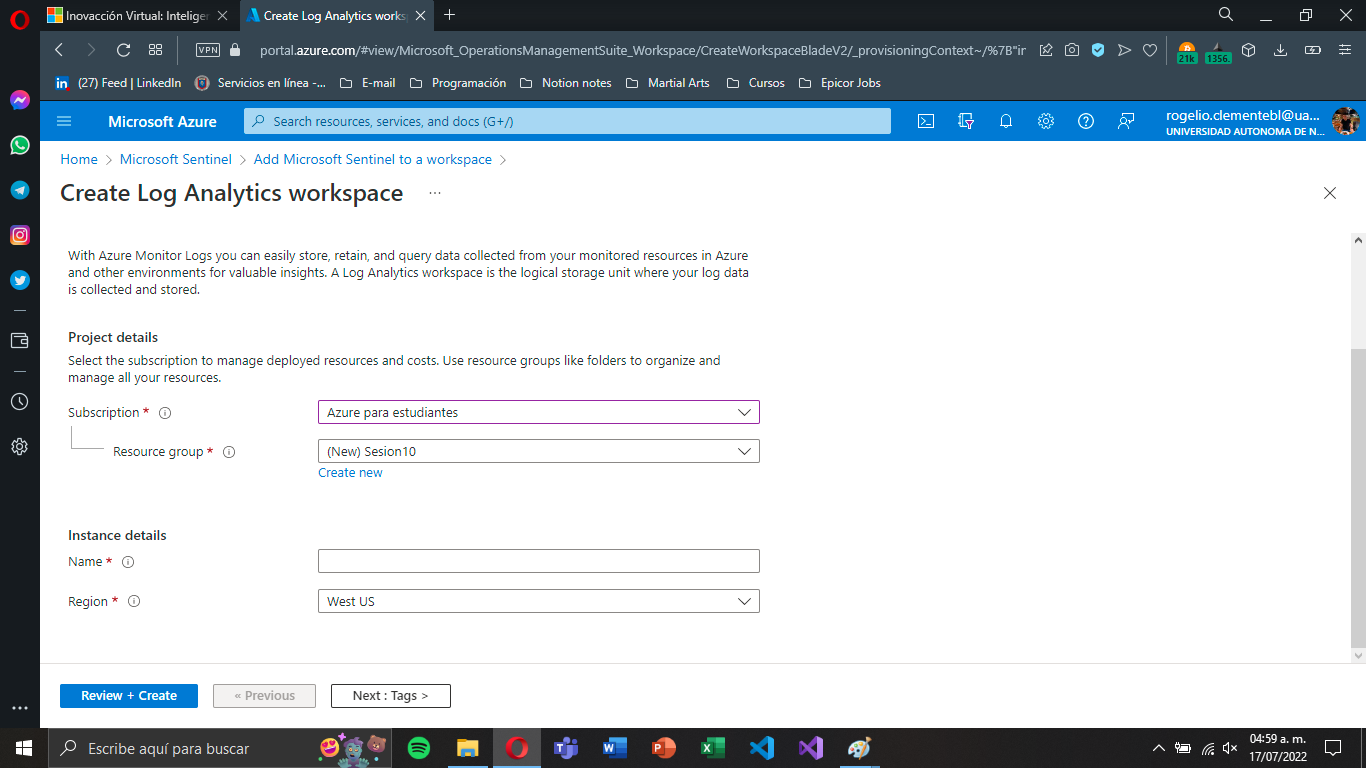 Inovacción Virtual: Inteliger
Create Log Analytics works
VPN
portal.azure.com/#view/Microsoft_OperationsManagementSuite_Workspace/CreateWorkspaceBladeV2/_provisioningContext~/%7B"ir
21k
1356.
(27) Feed | LinkedIn
Servicios en línea -...
E-mail
Programación
Notion notes
Martial Arts
Cursos
Epicor Jobs
Microsoft Azure
Search resources, services, and docs (G+/)
rogelio.clementebl@ua...
UNIVERSIDAD AUTONOMA DE N...
Home > Microsoft Sentinel > Add Microsoft Sentinel to a workspace >
Create Log Analytics workspace ...
With Azure Monitor Logs you can easily store, retain, and query data collected from your monitored resources in Azure
and other environments for valuable insights. A Log Analytics workspace is the logical storage unit where your log data
is collected and stored.
Project details
Select the subscription to manage deployed resources and costs. Use resource groups like folders to organize and
manage all your resources.
Subscription *
Azure para estudiantes
Resource group *
(New) Sesion10
Create new
Instance details
Name *
Region *
West US
Review + Create
« Previous
Next : Tags >
Escribe aquí para buscar
04:59 a. m.
17/07/2022